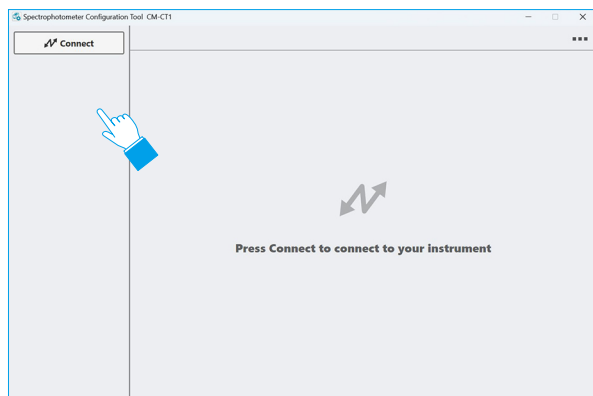 Spectrophotometer Configuration Tool CM-CT1
Connect
Press Connect to connect to your instrument